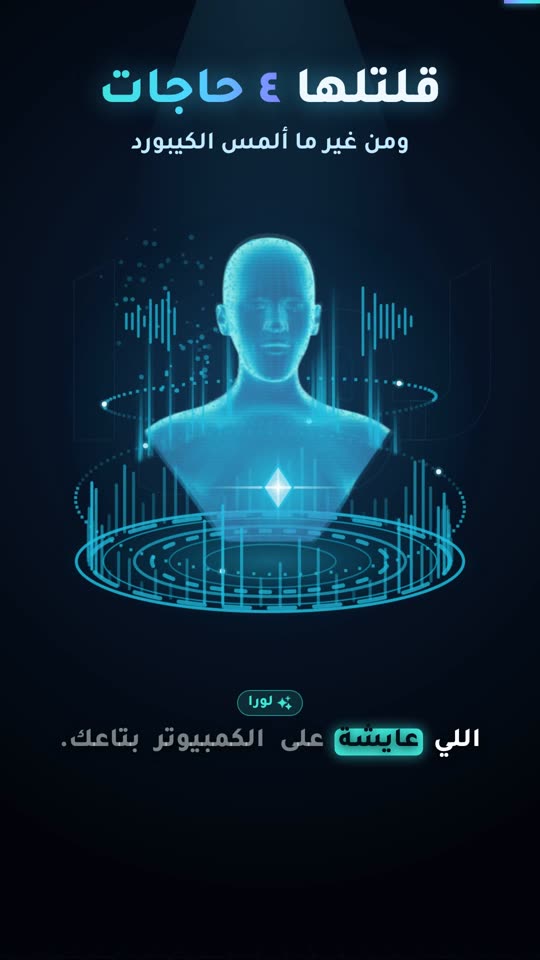 قلتلها ٤ حاجات
ومن غير ما ألمس الكيبورد
لورا
اللي عايشة على الكمبيوتر بتاعك.